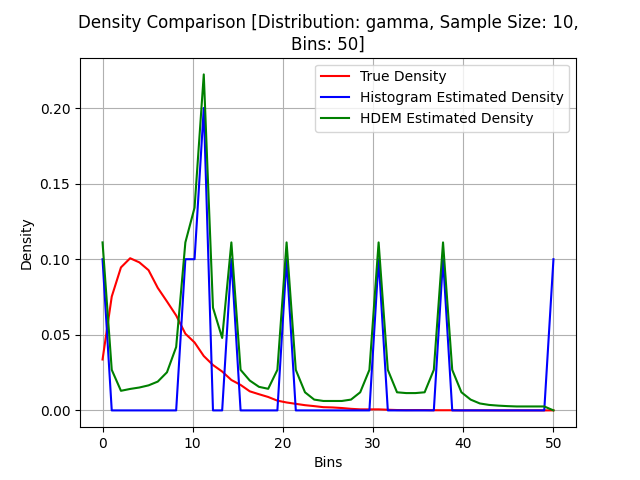 Density Comparison [Distribution: gamma, Sample Size: 10,
Bins: 50]
True Density
Histogram Estimated Density
HDEM Estimated Density
Density
0.20
0.15
0.10
0.05
0.00
0 10 20 30 40 50
Bins